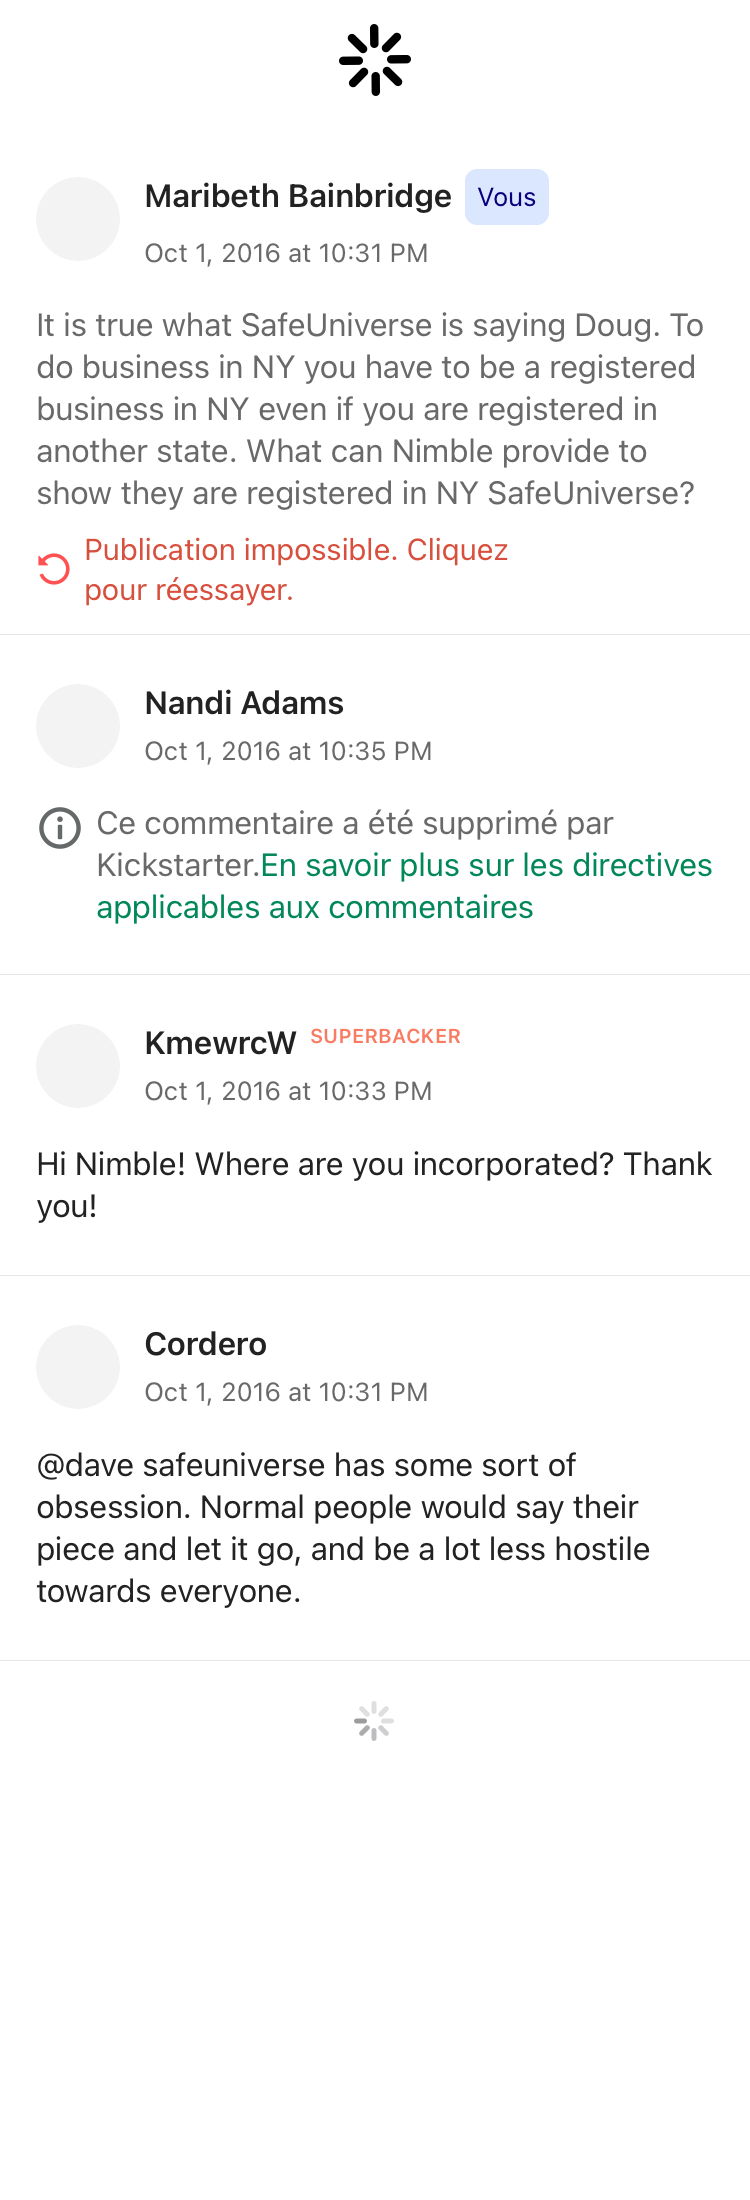 Maribeth Bainbridge Vous
Oct 1, 2016 at 10:31 PM
It is true what SafeUniverse is saying Doug. To
do business in NY you have to be a registered
business in NY even if you are registered in
another state. What can Nimble provide to
show they are registered in NY SafeUniverse?
Publication impossible. Cliquez
pour réessayer.
Nandi Adams
Oct 1, 2016 at 10:35 PM
Ce commentaire a été supprimé par
Kickstarter.En savoir plus sur les directives
applicables aux commentaires
KmewrcW SUPERBACKER
Oct 1, 2016 at 10:33 PM
Hi Nimble! Where are you incorporated? Thank
you!
Cordero
Oct 1, 2016 at 10:31 PM
@dave safeuniverse has some sort of
obsession. Normal people would say their
piece and let it go, and be a lot less hostile
towards everyone.